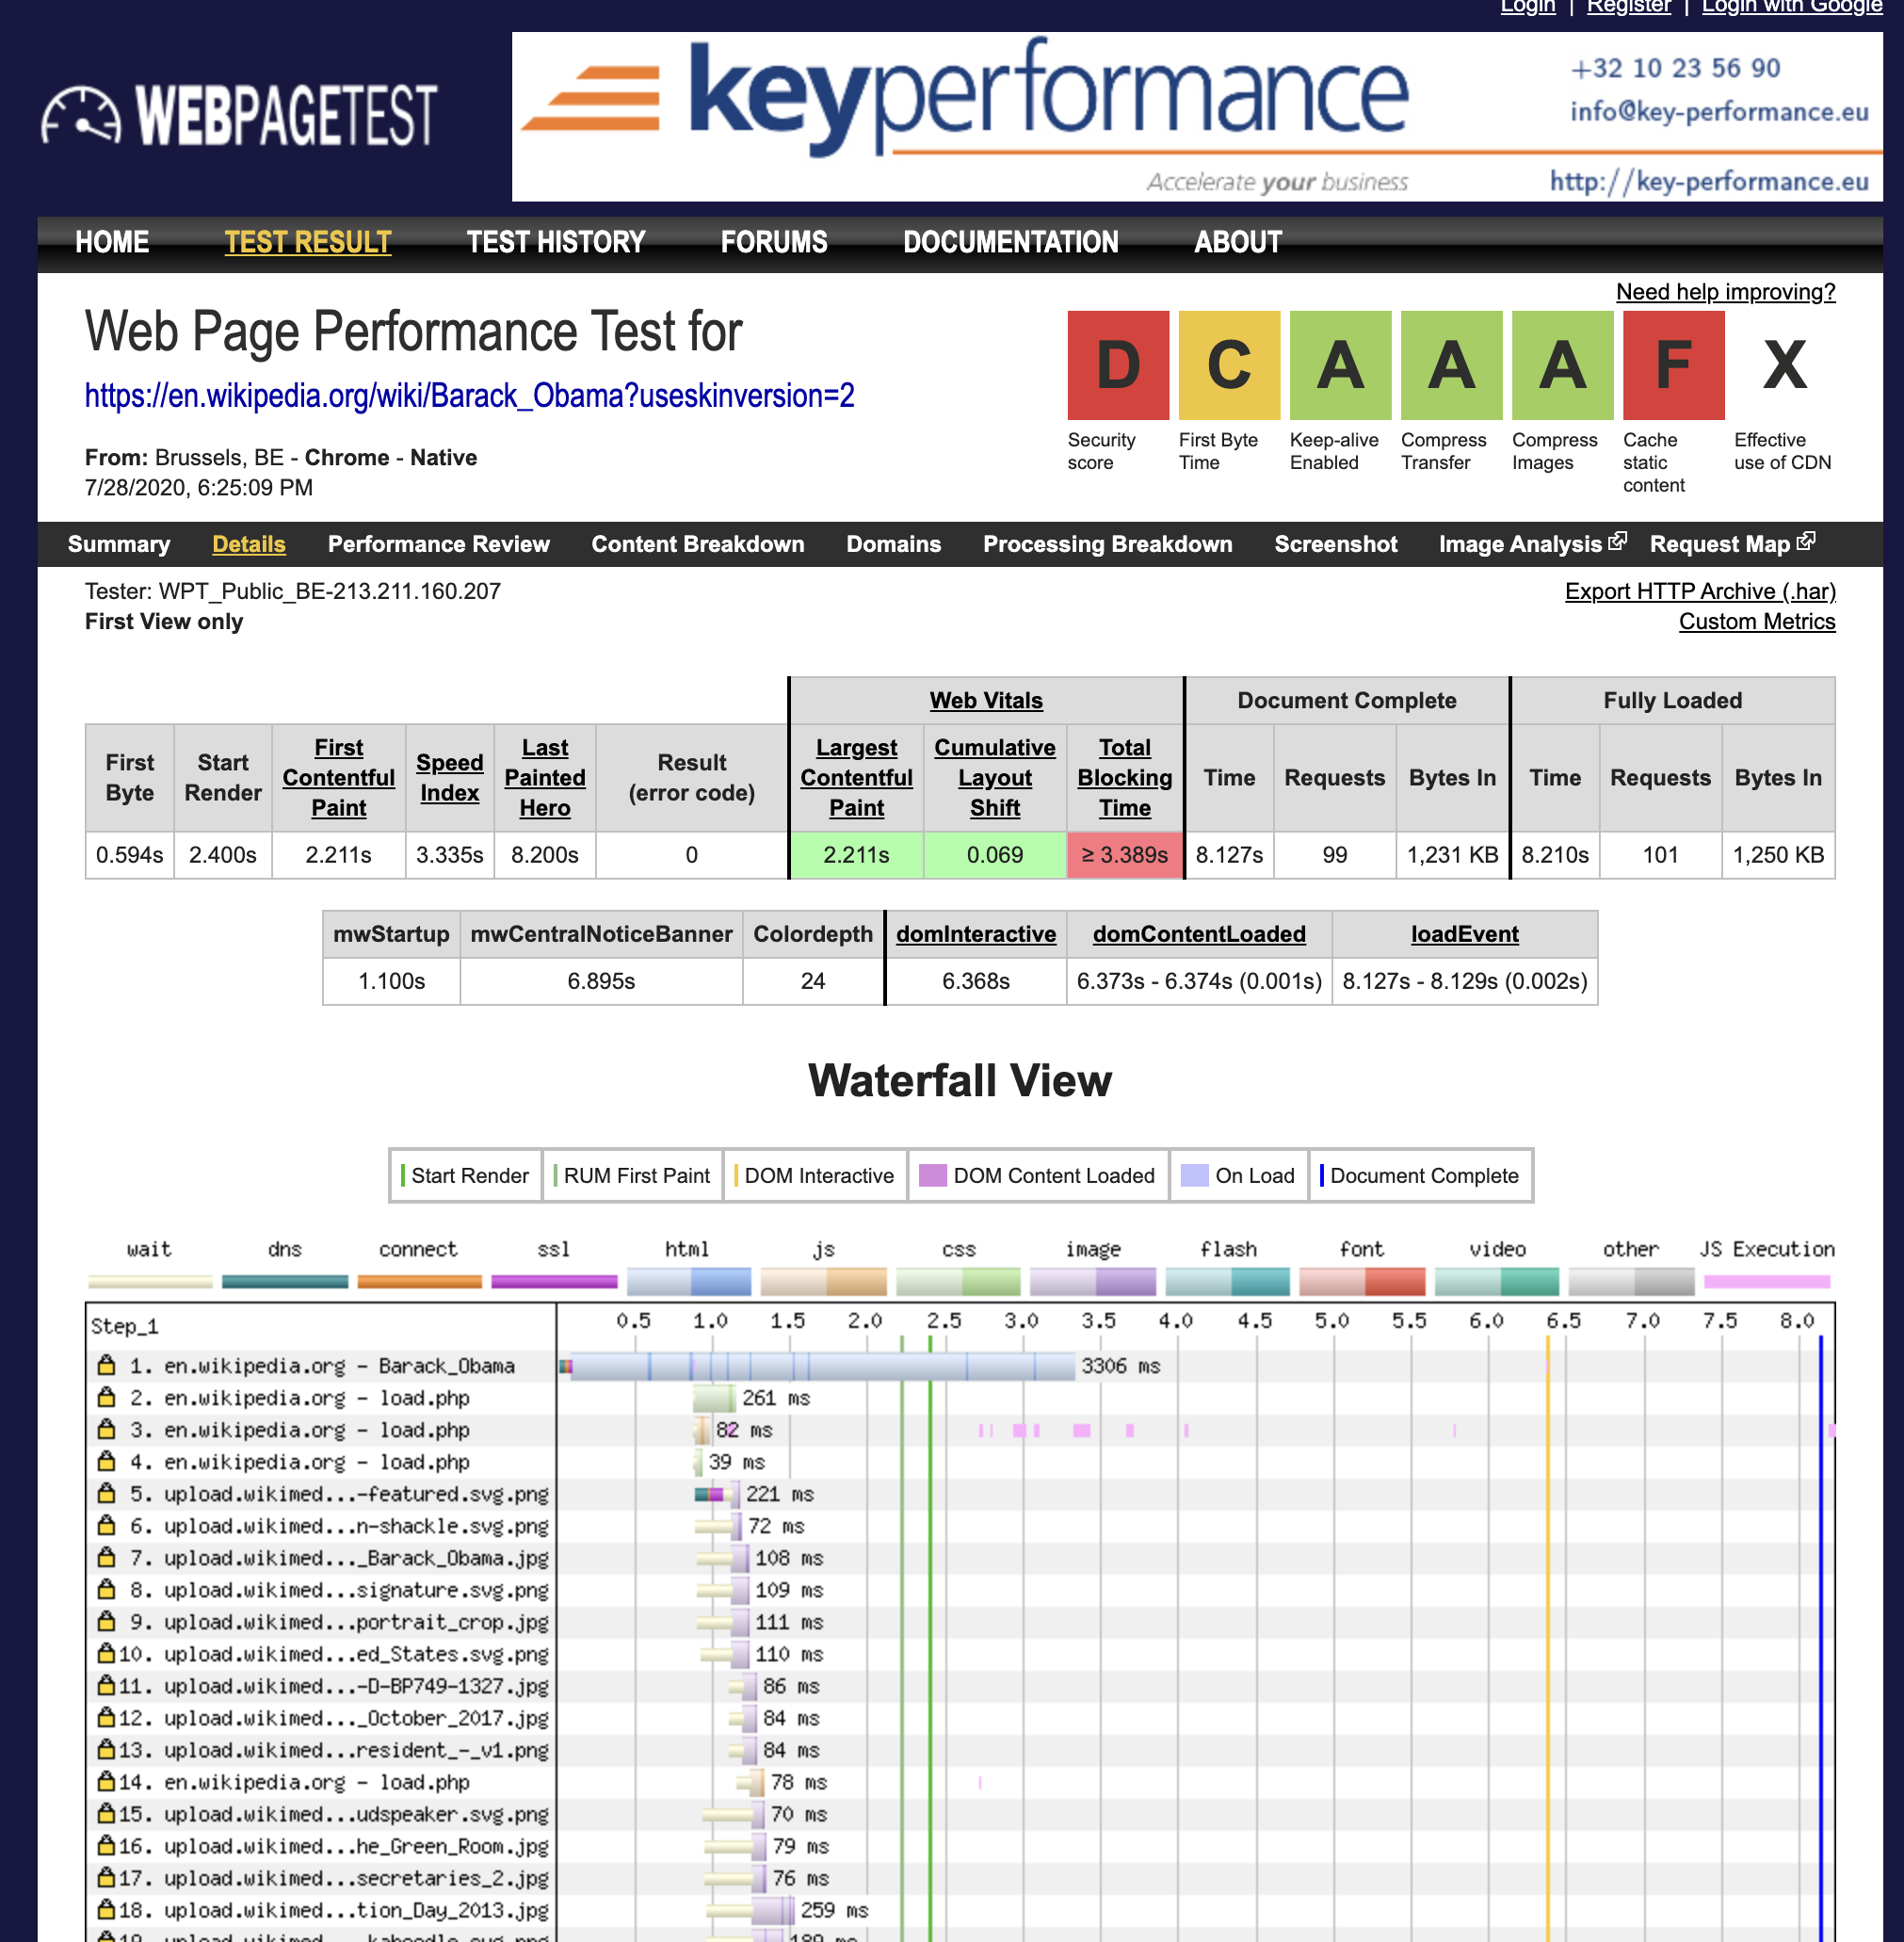 Login | Register | Login with Google
WEBPAGETEST
keyperformance
Accelerate your business
+32 10 23 56 90
info@key-performance.eu
http://key-performance.eu
HOME TEST RESULT TEST HISTORY FORUMS DOCUMENTATION ABOUT
Need help improving?
Web Page Performance Test for
https://en.wikipedia.org/wiki/Barack_Obama?useskinversion=2
From: Brussels, BE - Chrome - Native
7/28/2020, 6:25:09 PM
D C A A A F X
Security score
First Byte Time
Keep-alive Enabled
Compress Transfer
Compress Images
Cache static content
Effective use of CDN
Summary Details Performance Review Content Breakdown Domains Processing Breakdown Screenshot Image Analysis Request Map
Tester: WPT_Public_BE-213.211.160.207
First View only
Export HTTP Archive (.har)
Custom Metrics
Web Vitals Document Complete Fully Loaded
First Byte Start Render First Contentful Paint Speed Index Last Painted Hero Result (error code) Largest Contentful Paint Cumulative Layout Shift Total Blocking Time Time Requests Bytes In Time Requests Bytes In
0.594s 2.400s 2.211s 3.335s 8.200s 0 2.211s 0.069 ≥ 3.389s 8.127s 99 1,231 KB 8.210s 101 1,250 KB
mwStartup mwCentralNoticeBanner Colordepth domInteractive domContentLoaded loadEvent
1.100s 6.895s 24 6.368s 6.373s - 6.374s (0.001s) 8.127s - 8.129s (0.002s)
Waterfall View
Start Render RUM First Paint DOM Interactive DOM Content Loaded On Load Document Complete
wait dns connect ssl html js css image flash font video other JS Execution
Step_1 0.5 1.0 1.5 2.0 2.5 3.0 3.5 4.0 4.5 5.0 5.5 6.0 6.5 7.0 7.5 8.0
1. en.wikipedia.org - Barack_Obama 3306 ms
2. en.wikipedia.org - load.php 261 ms
3. en.wikipedia.org - load.php 82 ms
4. en.wikipedia.org - load.php 39 ms
5. upload.wikimed...-featured.svg.png 221 ms
6. upload.wikimed...n-shackle.svg.png 72 ms
7. upload.wikimed..._Barack_Obama.jpg 108 ms
8. upload.wikimed...signature.svg.png 109 ms
9. upload.wikimed...portrait_crop.jpg 111 ms
10. upload.wikimed...ed_States.svg.png 110 ms
11. upload.wikimed...-D-BP749-1327.jpg 86 ms
12. upload.wikimed..._October_2017.jpg 84 ms
13. upload.wikimed...resident_-_v1.png 84 ms
14. en.wikipedia.org - load.php 78 ms
15. upload.wikimed...udspeaker.svg.png 70 ms
16. upload.wikimed...he_Green_Room.jpg 79 ms
17. upload.wikimed...secretaries_2.jpg 76 ms
18. upload.wikimed...tion_Day_2013.jpg 259 ms